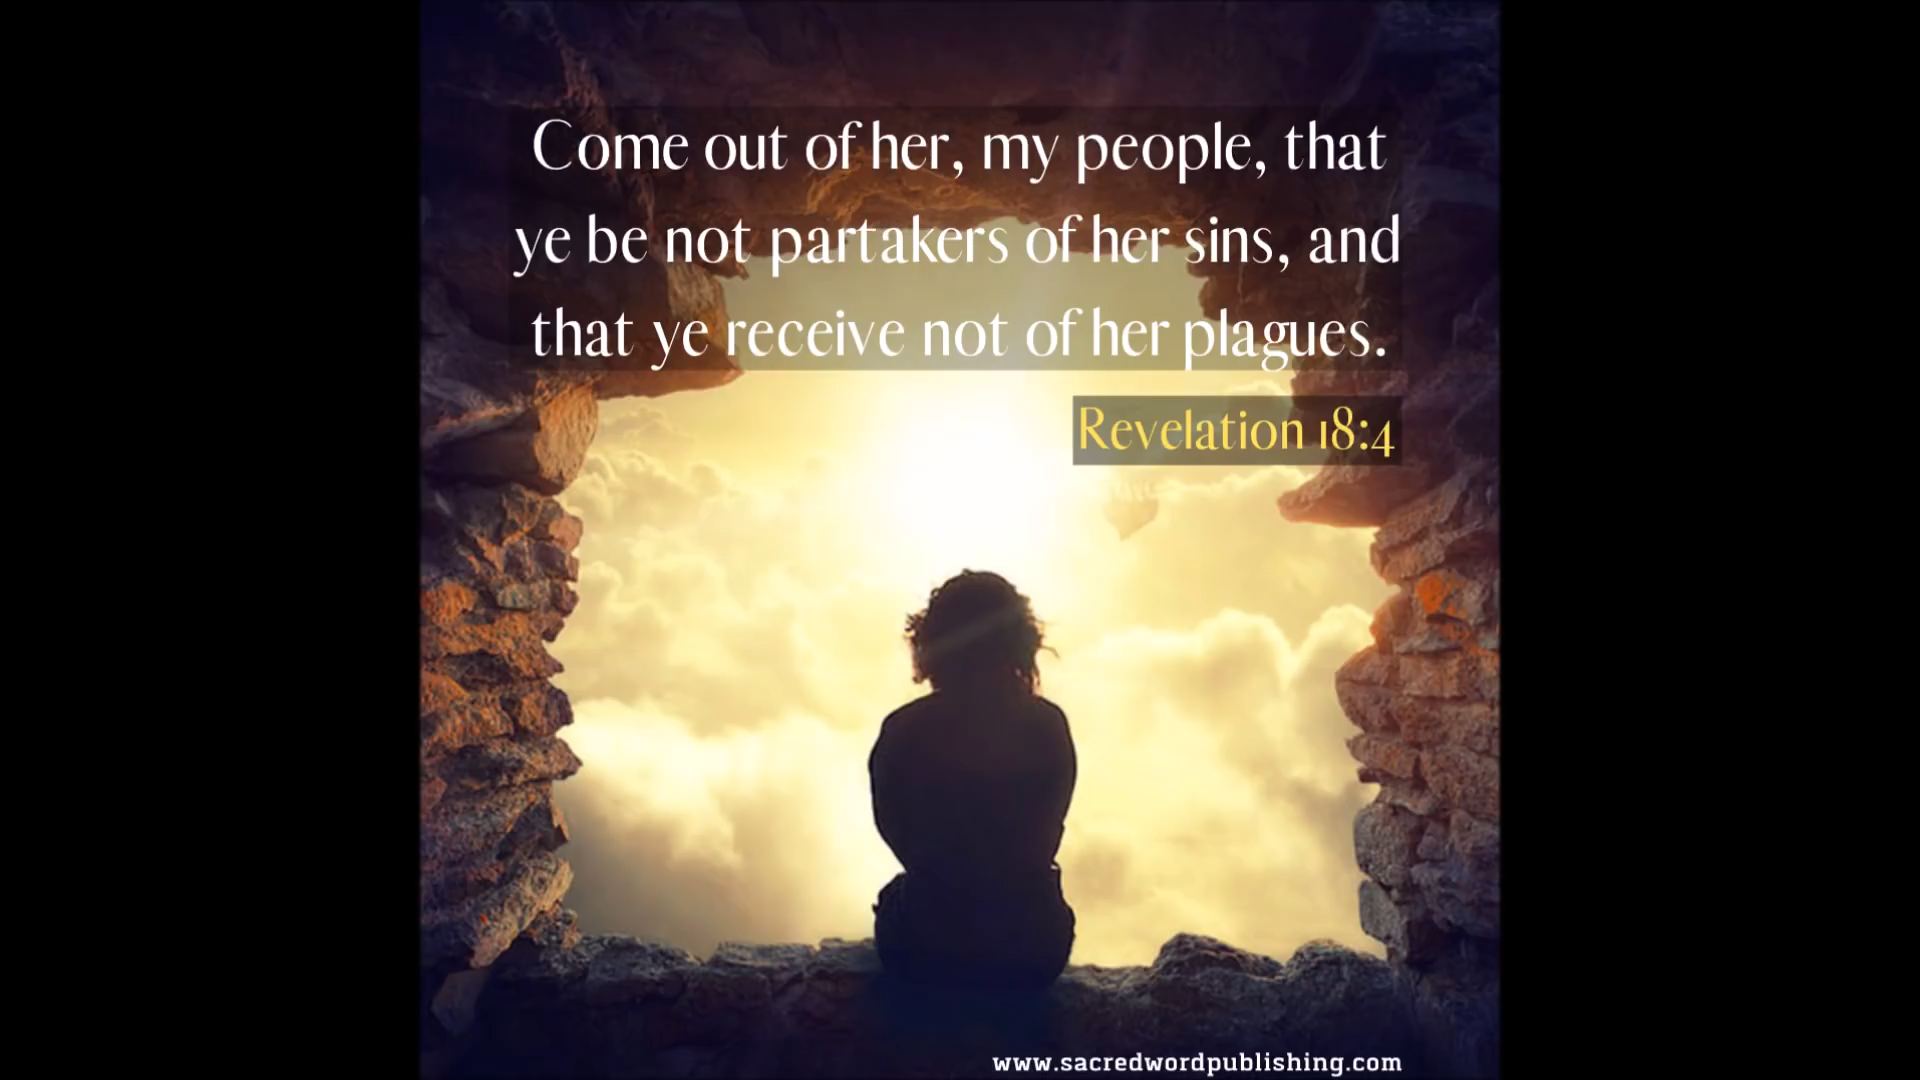 Come out of her, my people, that
ye be not partakers of her sins, and
that ye receive not of her plagues.
Revelation 18:4
www.sacredwordpublishing.com